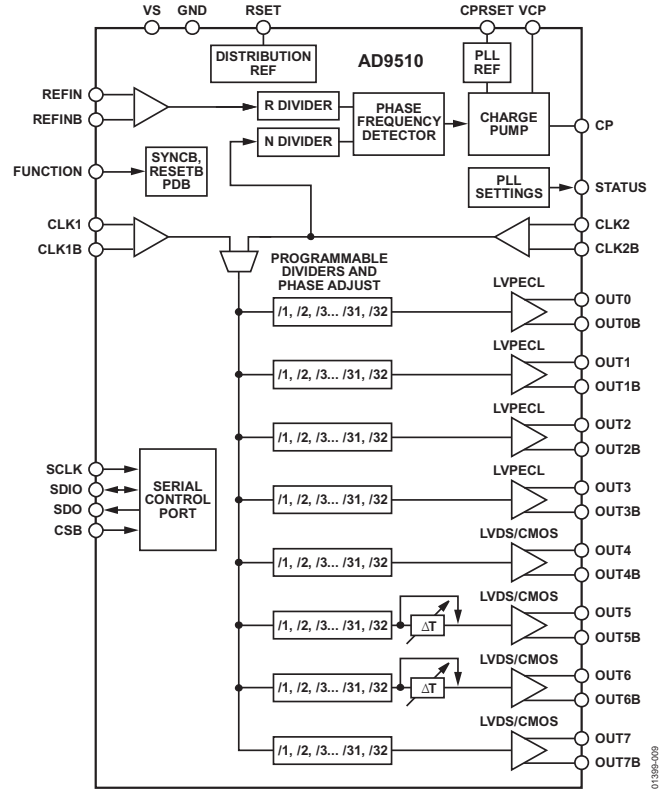 VS GND RSET CPRSET VCP
DISTRIBUTION
REF
AD9510
PLL
REF
REFIN
REFINB
R DIVIDER
N DIVIDER
PHASE
FREQUENCY
DETECTOR
CHARGE
PUMP
CP
FUNCTION
SYNCB,
RESETB
PDB
PLL
SETTINGS
STATUS
CLK1
CLK1B
CLK2
CLK2B
PROGRAMMABLE
DIVIDERS AND
PHASE ADJUST
LVPECL
/1, /2, /3... /31, /32
OUT0
OUT0B
LVPECL
/1, /2, /3... /31, /32
OUT1
OUT1B
LVPECL
/1, /2, /3... /31, /32
OUT2
OUT2B
SCLK
SDIO
SDO
CSB
SERIAL
CONTROL
PORT
LVPECL
/1, /2, /3... /31, /32
OUT3
OUT3B
LVDS/CMOS
/1, /2, /3... /31, /32
OUT4
OUT4B
LVDS/CMOS
/1, /2, /3... /31, /32
ΔT
OUT5
OUT5B
LVDS/CMOS
/1, /2, /3... /31, /32
ΔT
OUT6
OUT6B
LVDS/CMOS
/1, /2, /3... /31, /32
OUT7
OUT7B
01399-009